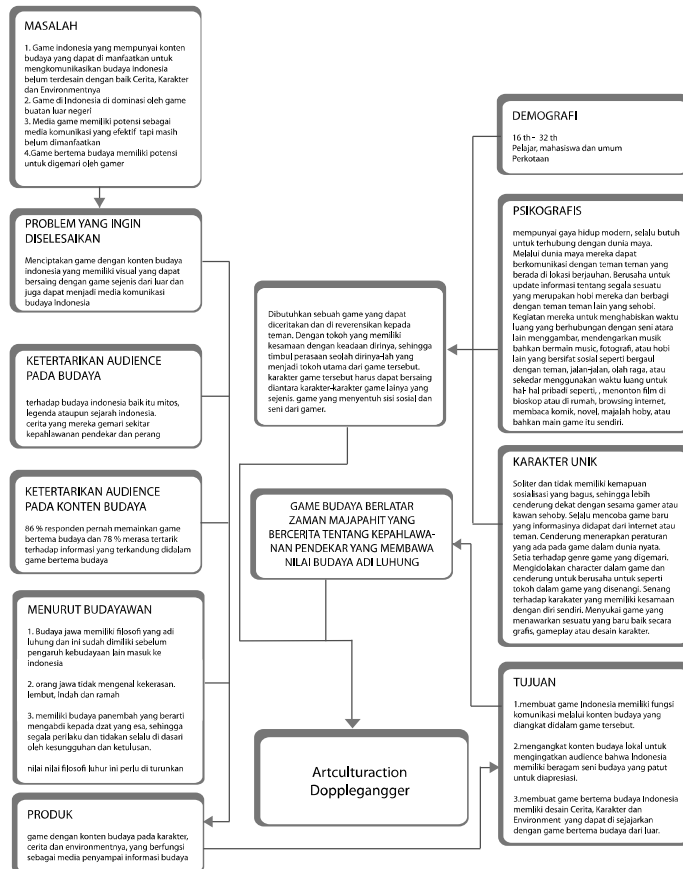 MASALAH
1. Game indonesia yang mempunyai konten
budaya yang dapat di manfaatkan untuk
mengkomunikasikan budaya indonesia
belum terdesain dengan baik Cerita, Karakter
dan Environmentnya
2. Game di Indonesia di dominasi oleh game
buatan luar negeri
3. Media game memiliki potensi sebagai
media komunikasi yang efektif tapi masih
belum dimanfaatkan
4.Game bertema budaya memiliki potensi
untuk digemari oleh gamer
PROBLEM YANG INGIN
DISELESAIKAN
Menciptakan game dengan konten budaya
indonesia yang memiliki visual yang dapat
bersaing dengan game sejenis dari luar dan
juga dapat menjadi media komunikasi
budaya Indonesia
KETERTARIKAN AUDIENCE
PADA BUDAYA
terhadap budaya indonesia baik itu mitos,
legenda ataupun sejarah indonesia.
cerita yang mereka gemari sekitar
kepahlawanan pendekar dan perang
KETERTARIKAN AUDIENCE
PADA KONTEN BUDAYA
86 % responden pernah memainkan game
bertema budaya dan 78 % merasa tertarik
terhadap informasi yang terkandung didalam
game bertema budaya
MENURUT BUDAYAWAN
1. Budaya jawa memiliki filosofi yang adi
luhung dan ini sudah dimiliki sebelum
pengaruh kebudayaan lain masuk ke
indonesia
2. orang jawa tidak mengenal kekerasan.
lembut, indah dan ramah
3. memiliki budaya panembah yang berarti
mengabdi kepada dzat yang esa, sehingga
segala perilaku dan tidakan selalu di dasari
oleh kesungguhan dan ketulusan.
nilai nilai filosofi luhur ini perlu di turunkan
PRODUK
game dengan konten budaya pada karakter,
cerita dan environmentnya, yang berfungsi
sebagai media penyampai informasi budaya
Dibutuhkan sebuah game yang dapat
diceritakan dan di reverensikan kepada
teman. Dengan tokoh yang memiliki
kesamaan dengan keadaan dirinya, sehingga
timbul perasaan seolah dirinya-lah yang
menjadi tokoh utama dari game tersebut.
karakter game tersebut harus dapat bersaing
diantara karakter-karakter game lainya yang
sejenis. game yang menyentuh sisi sosial dan
seni dari gamer.
GAME BUDAYA BERLATAR
ZAMAN MAJAPAHIT YANG
BERCERITA TENTANG KEPAHLAWA-
NAN PENDEKAR YANG MEMBAWA
NILAI BUDAYA ADI LUHUNG
Artculturaction
Dopplegangger
DEMOGRAFI
16 th - 32 th
Pelajar, mahasiswa dan umum
Perkotaan
PSIKOGRAFIS
mempunyai gaya hidup modern, selalu butuh
untuk terhubung dengan dunia maya.
Melalui dunia maya mereka dapat
berkomunikasi dengan teman teman yang
berada di lokasi berjauhan. Berusaha untuk
update informasi tentang segala sesuatu
yang merupakan hobi mereka dan berbagi
dengan teman teman lain yang sehobi.
Kegiatan mereka untuk menghabiskan waktu
luang yang berhubungan dengan seni atara
lain menggambar, mendengarkan musik
bahkan bermain music, fotografi, atau hobi
lain yang bersifat sosial seperti bergaul
dengan teman, jalan-jalan, olah raga, atau
sekedar menggunakan waktu luang untuk
hal- hal pribadi seperti, , menonton film di
bioskop atau di rumah, browsing internet,
membaca komik, novel, majalah hoby, atau
bahkan main game itu sendiri.
KARAKTER UNIK
Soliter dan tidak memiliki kemapuan
sosialisasi yang bagus, sehingga lebih
cenderung dekat dengan sesama gamer atau
kawan sehoby. Selalu mencoba game baru
yang informasinya didapat dari internet atau
teman. Cenderung menerapkan peraturan
yang ada pada game dalam dunia nyata.
Setia terhadap genre game yang digemari.
Mengidolakan character dalam game dan
cenderung untuk berusaha untuk seperti
tokoh dalam game yang disenangi. Senang
terhadap karakater yang memiliki kesamaan
dengan diri sendiri. Menyukai game yang
menawarkan sesuatu yang baru baik secara
grafis, gameplay atau desain karakter.
TUJUAN
1.membuat game Indonesia memiliki fungsi
komunikasi melalui konten budaya yang
diangkat didalam game tersebut.
2.mengangkat konten budaya lokal untuk
mengingatkan audience bahwa Indonesia
memiliki beragam seni budaya yang patut
untuk diapresiasi.
3.membuat game bertema budaya Indonesia
memliki desain Cerita, Karakter dan
Environment yang dapat di sejajarkan
dengan game bertema budaya dari luar.